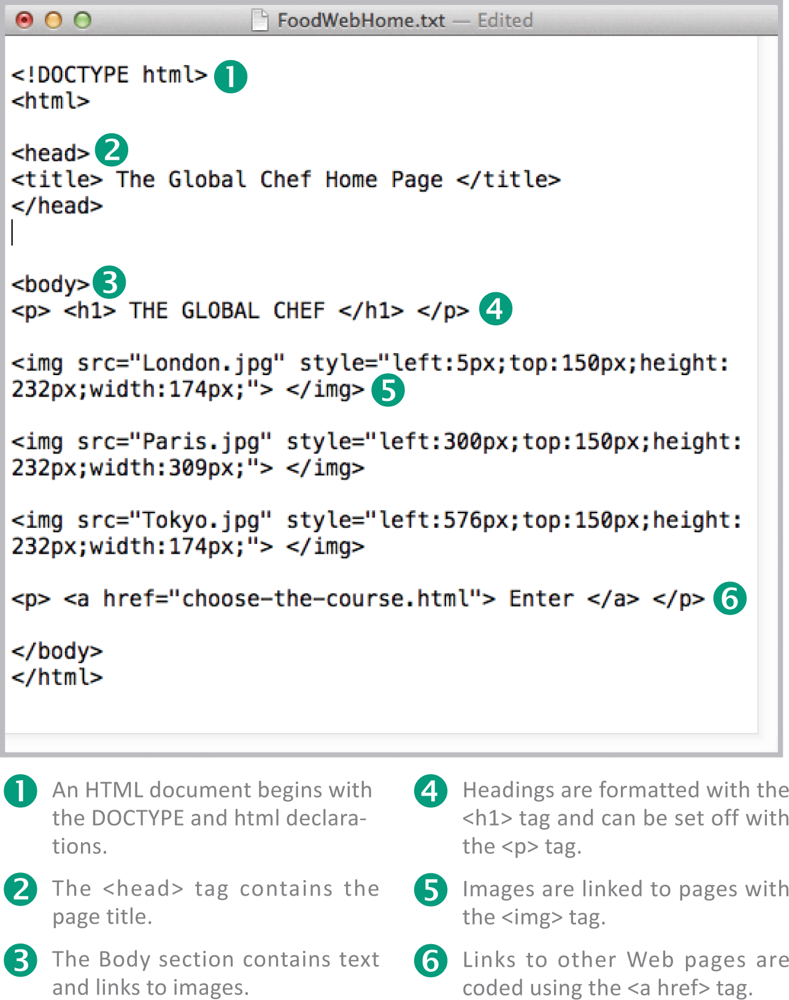 FoodWebHome.txt — Edited
<!DOCTYPE html> 1
<html>
<head> 2
<title> The Global Chef Home Page </title>
</head>
<body> 3
<p> <h1> THE GLOBAL CHEF </h1> </p> 4
<img src="London.jpg" style="left:5px;top:150px;height:
232px;width:174px;"> </img> 5
<img src="Paris.jpg" style="left:300px;top:150px;height:
232px;width:309px;"> </img>
<img src="Tokyo.jpg" style="left:576px;top:150px;height:
232px;width:174px;"> </img>
<p> <a href="choose-the-course.html"> Enter </a> </p> 6
</body>
</html>
1 An HTML document begins with
the DOCTYPE and html declara-
tions.
2 The <head> tag contains the
page title.
3 The Body section contains text
and links to images.
4 Headings are formatted with the
<h1> tag and can be set off with
the <p> tag.
5 Images are linked to pages with
the <img> tag.
6 Links to other Web pages are
coded using the <a href> tag.